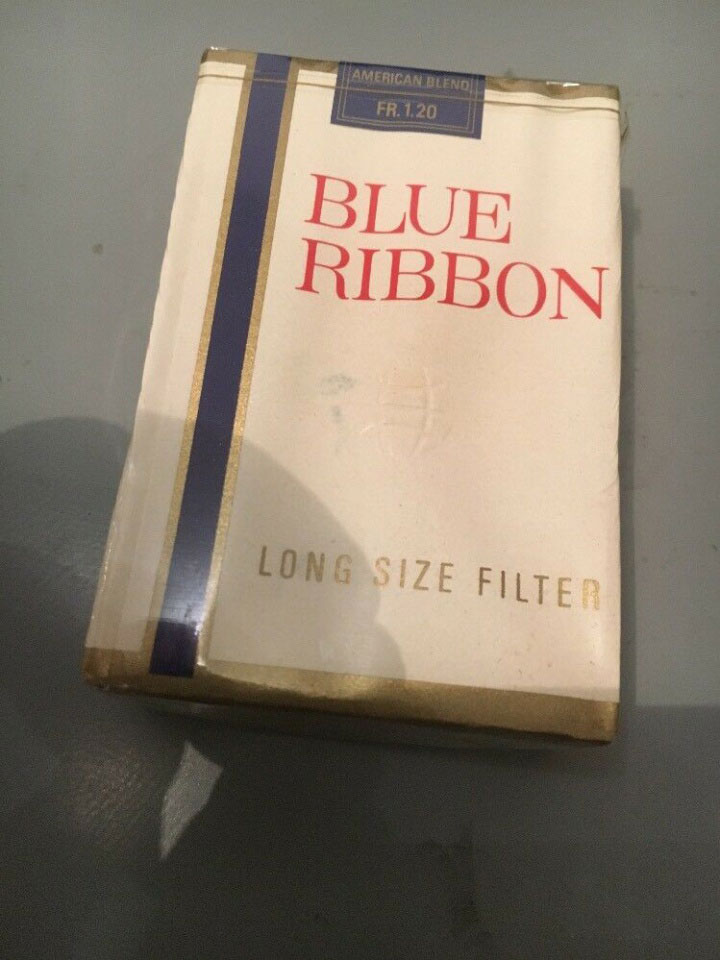 AMERICAN BLEND
FR. 1.20
BLUE
RIBBON
LONG SIZE FILTER